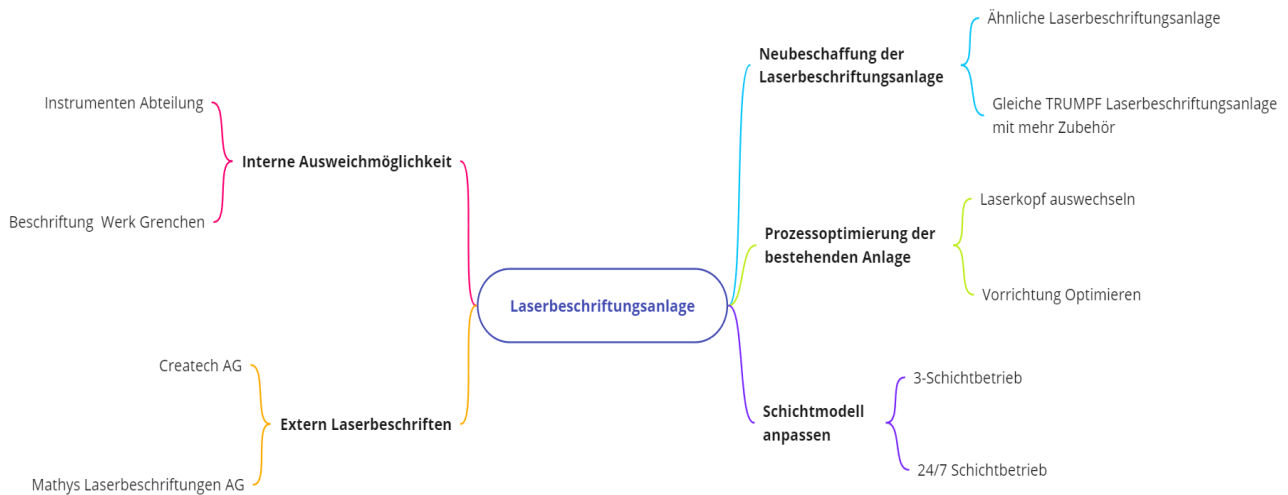 Ähnliche Laserbeschriftungsanlage
Neubeschaffung der
Laserbeschriftungsanlage
Gleiche TRUMPF Laserbeschriftungsanlage
mit mehr Zubehör
Instrumenten Abteilung
Interne Ausweichmöglichkeit
Beschriftung  Werk Grenchen
Laserkopf auswechseln
Prozessoptimierung der
bestehenden Anlage
Vorrichtung Optimieren
Laserbeschriftungsanlage
Createch AG
Extern Laserbeschriften
Mathys Laserbeschriftungen AG
3-Schichtbetrieb
Schichtmodell
anpassen
24/7 Schichtbetrieb